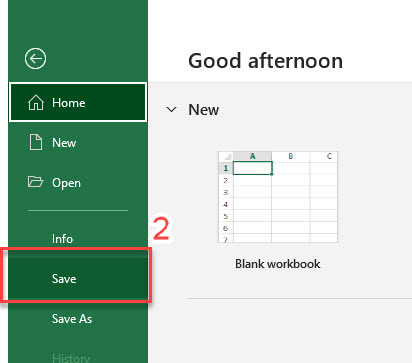 Good afternoon
Home
New
New
Open
A B C
1
2
3
4
5
6
7
Blank workbook
Info
2
Save
Save As
History